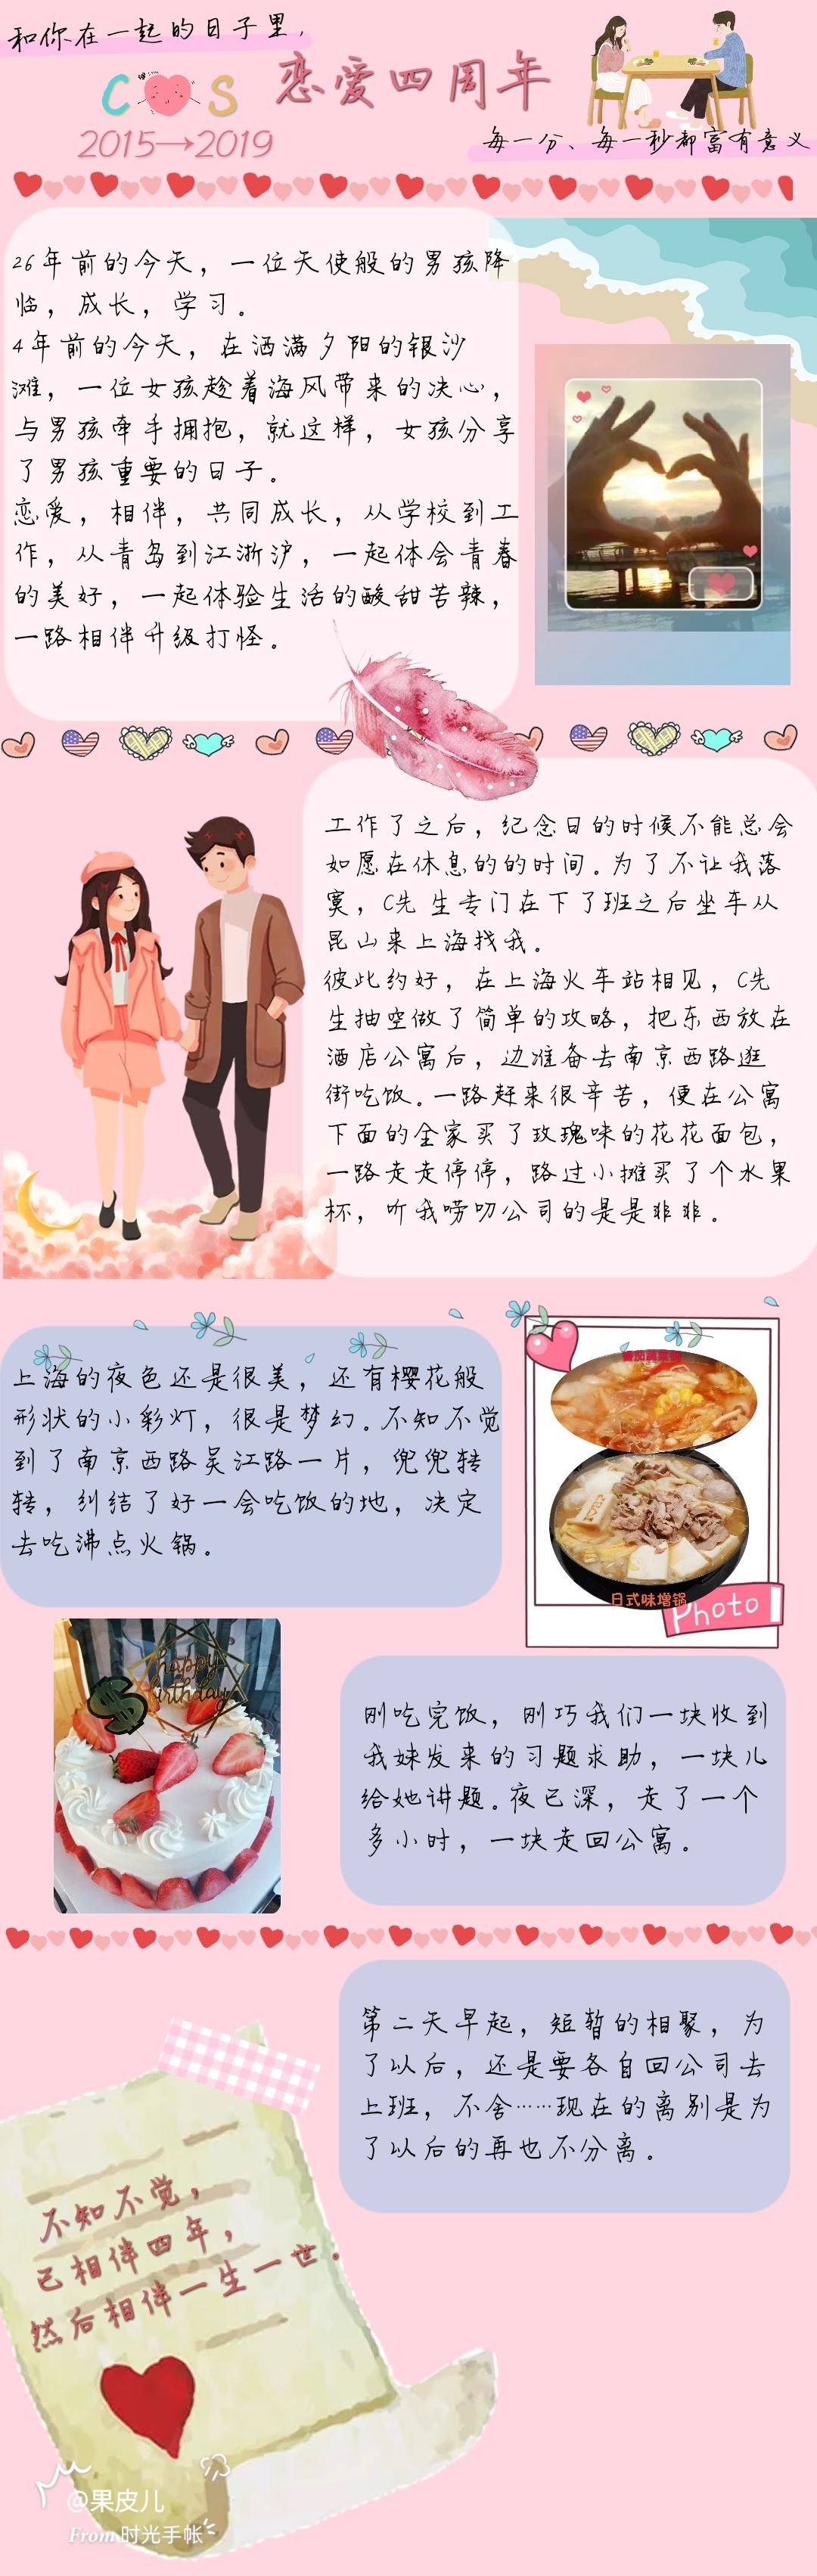 和你在一起的日子里，
C S 恋爱四周年
2015→2019
每一分、每一秒都富有意义
26年前的今天，一位天使般的男孩降
临，成长，学习。
4年前的今天，在洒满夕阳的银沙
滩，一位女孩趁着海风带来的决心，
与男孩牵手拥抱，就这样，女孩分享
了男孩重要的日子。
恋爱，相伴，共同成长，从学校到工
作，从青岛到江浙沪，一起体会青春
的美好，一起体验生活的酸甜苦辣，
一路相伴升级打怪。
工作了之后，纪念日的时候不能总会
如愿在休息的的时间。为了不让我落
寞，C先生专门在下了班之后坐车从
昆山来上海找我。
彼此约好，在上海火车站相见，C先
生抽空做了简单的攻略，把东西放在
酒店公寓后，边准备去南京西路逛
街吃饭。一路赶来很辛苦，便在公寓
下面的全家买了玫瑰味的花花面包，
一路走走停停，路过小摊买了个水果
杯，听我唠叨公司的是是非非。
上海的夜色还是很美，还有樱花般
形状的小彩灯，很是梦幻。不知不觉
到了南京西路吴江路一片，兜兜转
转，纠结了好一会吃饭的地，决定
去吃沸点火锅。
日式味增锅
Photo
happy
birthday
$
刚吃完饭，刚巧我们一块收到
我妹发来的习题求助，一块儿
给她讲题。夜已深，走了一个
多小时，一块走回公寓。
第二天早起，短暂的相聚，为
了以后，还是要各自回公司去
上班，不舍……现在的离别是为
了以后的再也不分离。
不知不觉，
已相伴四年，
然后相伴一生一世。
@果皮儿
From 时光手帐